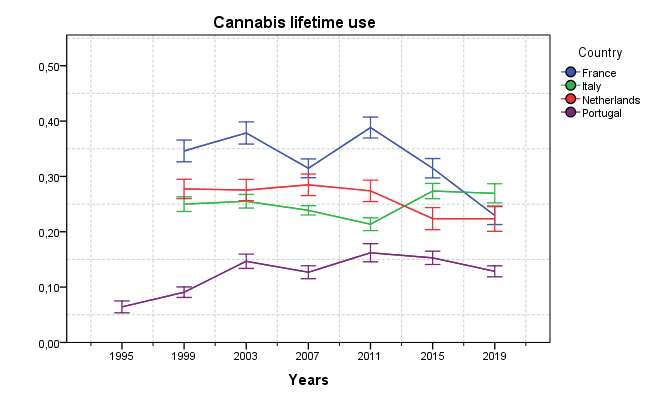 Cannabis lifetime use
0,50
0,40
0,30
0,20
0,10
0,00
1995 1999 2003 2007 2011 2015 2019
Years
Country
France
Italy
Netherlands
Portugal